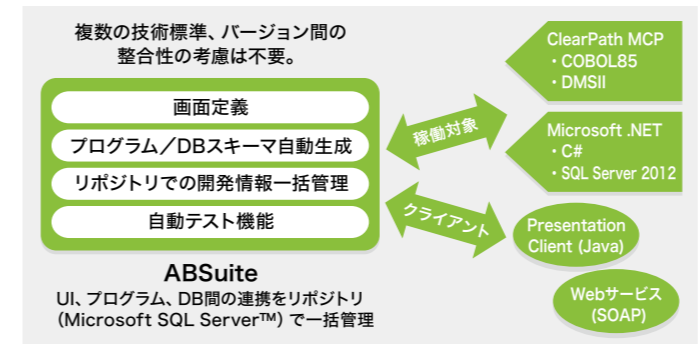 複数の技術標準、バージョン間の
整合性の考慮は不要。
画面定義
プログラム／DBスキーマ自動生成
リポジトリでの開発情報一括管理
自動テスト機能
ABSuite
UI、プログラム、DB間の連携をリポジトリ
（Microsoft SQL Server™）で一括管理
稼働対象
クライアント
ClearPath MCP
・COBOL85
・DMSII
Microsoft .NET
・C#
・SQL Server 2012
Presentation
Client (Java)
Webサービス
(SOAP)